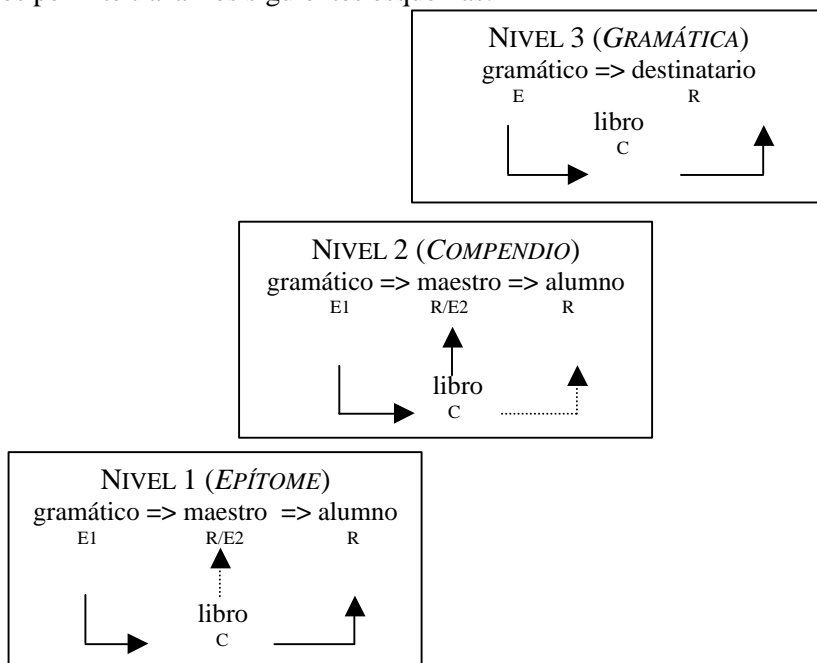 NIVEL 3 (GRAMÁTICA)
gramático => destinatario
E R
libro
C
NIVEL 2 (COMPENDIO)
gramático => maestro => alumno
E1 R/E2 R
libro
C
NIVEL 1 (EPÍTOME)
gramático => maestro => alumno
E1 R/E2 R
libro
C